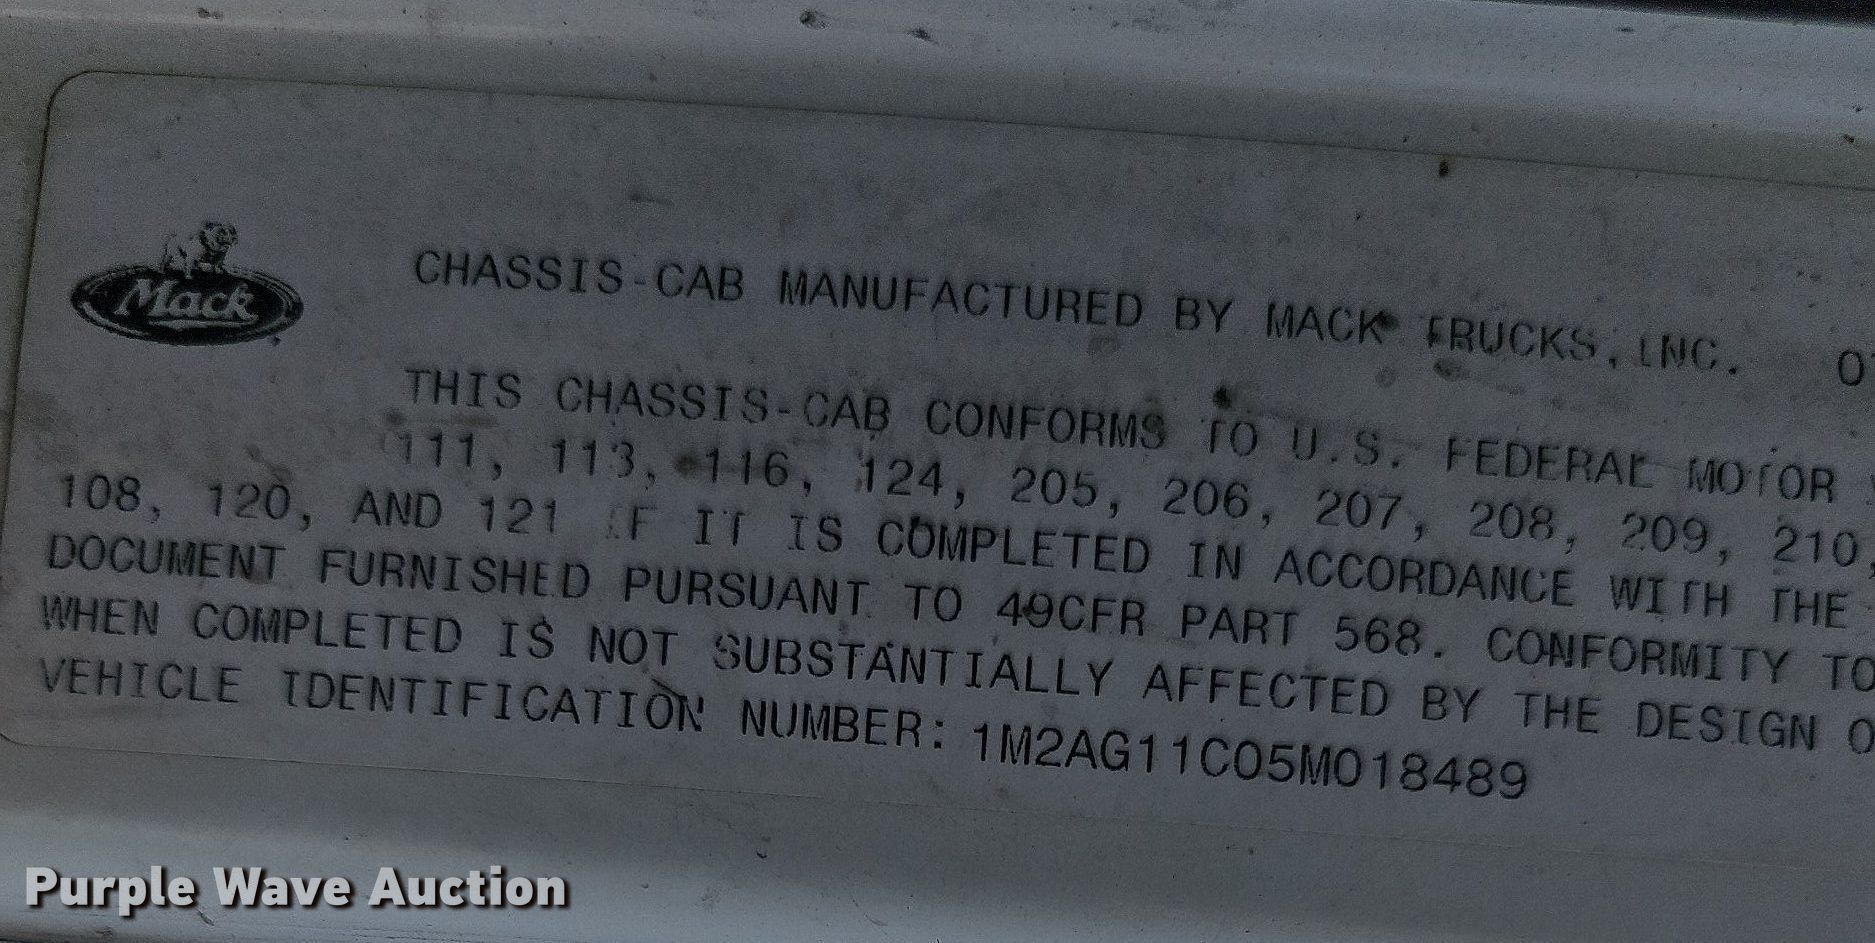 Mack
CHASSIS-CAB MANUFACTURED BY MACK TRUCKS, INC. 0
THIS CHASSIS-CAB CONFORMS TO U.S. FEDERAL MOTOR
111, 113, 116, 124, 205, 206, 207, 208, 209, 210,
108, 120, AND 121 IF IT IS COMPLETED IN ACCORDANCE WITH THE
DOCUMENT FURNISHED PURSUANT TO 49CFR PART 568. CONFORMITY TO
WHEN COMPLETED IS NOT SUBSTANTIALLY AFFECTED BY THE DESIGN O
VEHICLE IDENTIFICATION NUMBER: 1M2AG11C05M018489
Purple Wave Auction